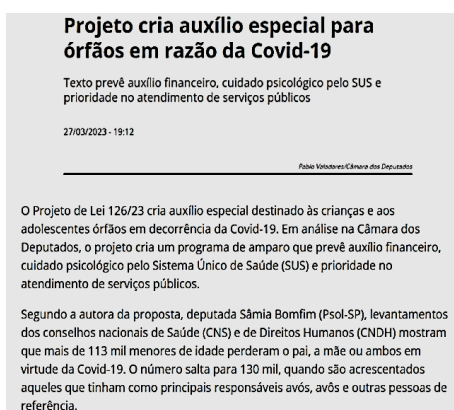 Projeto cria auxílio especial para
órfãos em razão da Covid-19
Texto prevê auxílio financeiro, cuidado psicológico pelo SUS e
prioridade no atendimento de serviços públicos
27/03/2023 - 19:12
Pablo Valadares/Câmara dos Deputados
O Projeto de Lei 126/23 cria auxílio especial destinado às crianças e aos
adolescentes órfãos em decorrência da Covid-19. Em análise na Câmara dos
Deputados, o projeto cria um programa de amparo que prevê auxílio financeiro,
cuidado psicológico pelo Sistema Único de Saúde (SUS) e prioridade no
atendimento de serviços públicos.
Segundo a autora da proposta, deputada Sâmia Bomfim (Psol-SP), levantamentos
dos conselhos nacionais de Saúde (CNS) e de Direitos Humanos (CNDH) mostram
que mais de 113 mil menores de idade perderam o pai, a mãe ou ambos em
virtude da Covid-19. O número salta para 130 mil, quando são acrescentados
aqueles que tinham como principais responsáveis avós, avôs e outras pessoas de
referência.